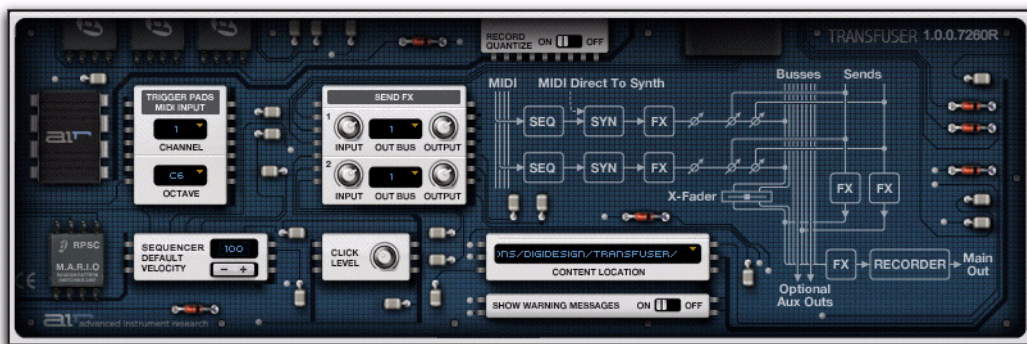 RECORD
QUANTIZE ON OFF
TRANSFUSER 1.0.0.7260R
air
TRIGGER PADS
MIDI INPUT
1
CHANNEL
C6
OCTAVE
SEND FX
1
1
INPUT OUT BUS OUTPUT
2
1
INPUT OUT BUS OUTPUT
MIDI MIDI Direct To Synth
Busses Sends
SEQ SYN FX
SEQ SYN FX
X-Fader
FX FX
FX RECORDER Main
Out
Optional
Aux Outs
RPSC
M.A.R.I.O
SEQUENCER
DEFAULT
VELOCITY
100
- +
CLICK
LEVEL
ONS/DIGIDESIGN/TRANSFUSER/
CONTENT LOCATION
SHOW WARNING MESSAGES ON OFF
air advanced instrument research